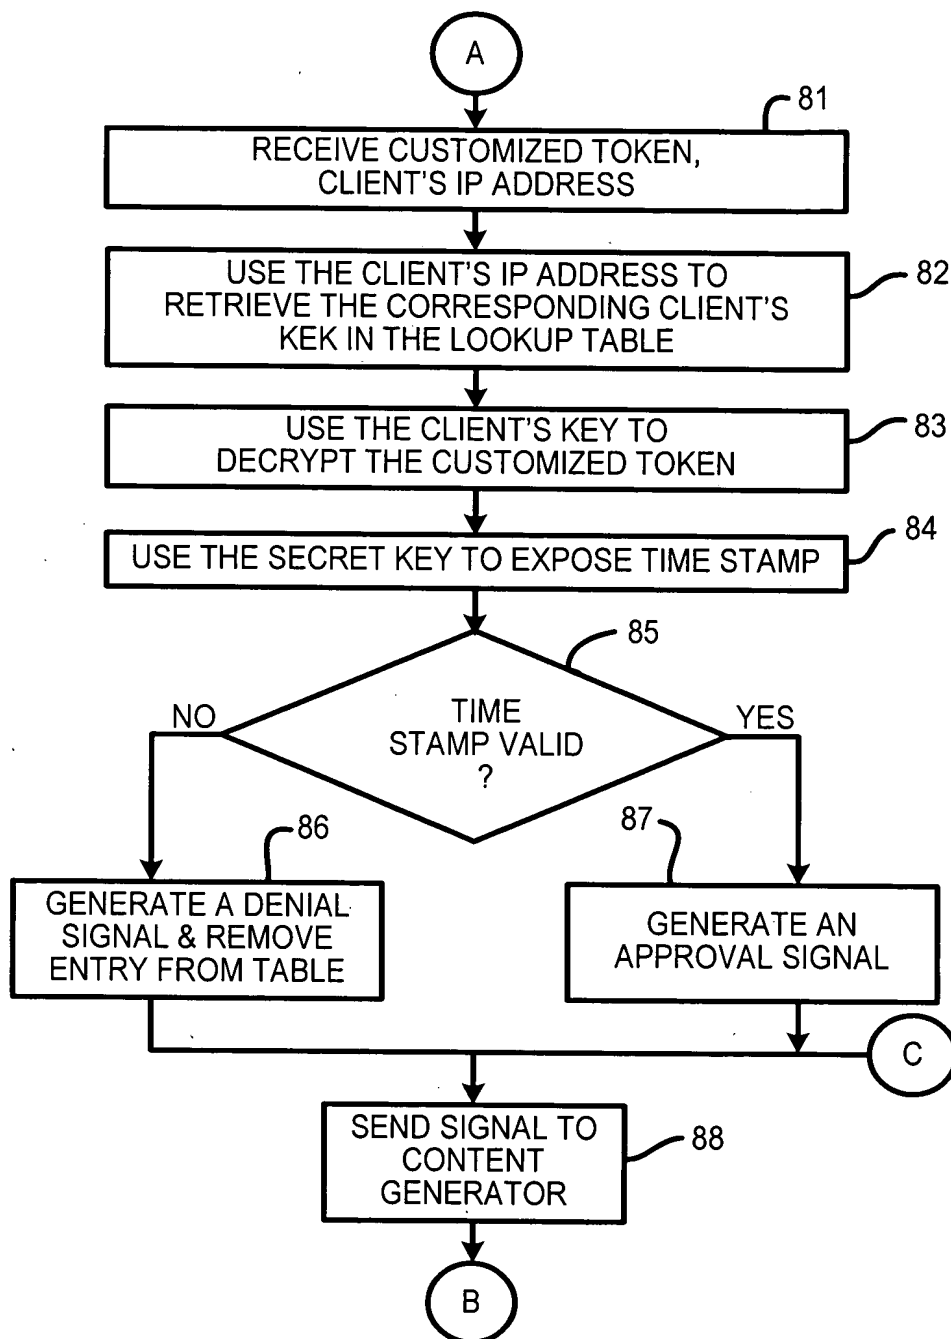 A
81
RECEIVE CUSTOMIZED TOKEN,
CLIENT'S IP ADDRESS
USE THE CLIENT'S IP ADDRESS TO
RETRIEVE THE CORRESPONDING CLIENT'S
KEK IN THE LOOKUP TABLE
82
USE THE CLIENT'S KEY TO
DECRYPT THE CUSTOMIZED TOKEN
83
84
USE THE SECRET KEY TO EXPOSE TIME STAMP
85
NO
TIME
STAMP VALID
?
YES
86
GENERATE A DENIAL
SIGNAL & REMOVE
ENTRY FROM TABLE
87
GENERATE AN
APPROVAL SIGNAL
C
SEND SIGNAL TO
CONTENT
GENERATOR
88
B